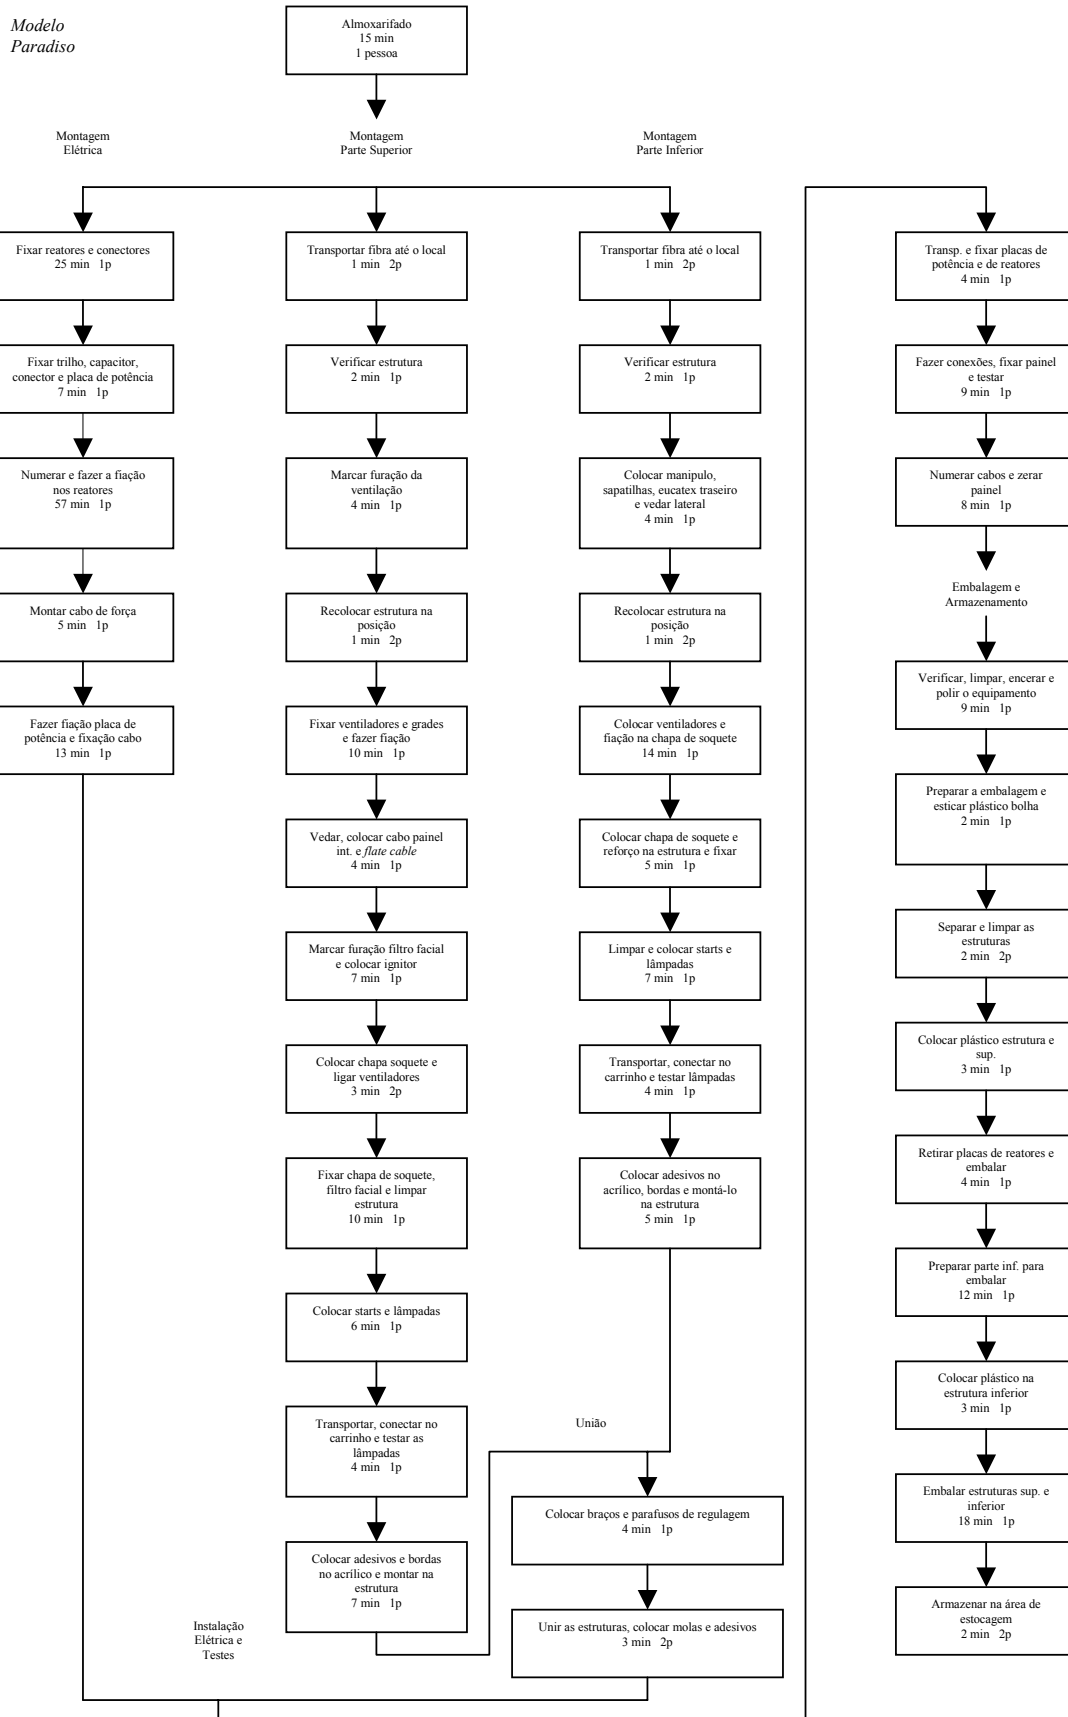 Modelo
Paradiso
Almoxarifado
15 min
1 pessoa
Montagem
Elétrica
Montagem
Parte Superior
Montagem
Parte Inferior
Fixar reatores e conectores
25 min 1p
Fixar trilho, capacitor,
conector e placa de potência
7 min 1p
Numerar e fazer a fiação
nos reatores
57 min 1p
Montar cabo de força
5 min 1p
Fazer fiação placa de
potência e fixação cabo
13 min 1p
Transportar fibra até o local
1 min 2p
Verificar estrutura
2 min 1p
Marcar furação da
ventilação
4 min 1p
Recolocar estrutura na
posição
1 min 2p
Fixar ventiladores e grades
e fazer fiação
10 min 1p
Vedar, colocar cabo painel
int. e flate cable
4 min 1p
Marcar furação filtro facial
e colocar ignitor
7 min 1p
Colocar chapa soquete e
ligar ventiladores
3 min 2p
Fixar chapa de soquete,
filtro facial e limpar
estrutura
10 min 1p
Colocar starts e lâmpadas
6 min 1p
Transportar, conectar no
carrinho e testar as
lâmpadas
4 min 1p
Colocar adesivos e bordas
no acrílico e montar na
estrutura
7 min 1p
Transportar fibra até o local
1 min 2p
Verificar estrutura
2 min 1p
Colocar manipulo,
sapatilhas, eucatex traseiro
e vedar lateral
4 min 1p
Recolocar estrutura na
posição
1 min 2p
Colocar ventiladores e
fiação na chapa de soquete
14 min 1p
Colocar chapa de soquete e
reforço na estrutura e fixar
5 min 1p
Limpar e colocar starts e
lâmpadas
7 min 1p
Transportar, conectar no
carrinho e testar lâmpadas
4 min 1p
Colocar adesivos no
acrílico, bordas e montá-lo
na estrutura
5 min 1p
União
Colocar braços e parafusos de regulagem
4 min 1p
Unir as estruturas, colocar molas e adesivos
3 min 2p
Instalação
Elétrica e
Testes
Transp. e fixar placas de
potência e de reatores
4 min 1p
Fazer conexões, fixar painel
e testar
9 min 1p
Numerar cabos e zerar
painel
8 min 1p
Embalagem e
Armazenamento
Verificar, limpar, encerar e
polir o equipamento
9 min 1p
Preparar a embalagem e
esticar plástico bolha
2 min 1p
Separar e limpar as
estruturas
2 min 2p
Colocar plástico estrutura e
sup.
3 min 1p
Retirar placas de reatores e
embalar
4 min 1p
Preparar parte inf. para
embalar
12 min 1p
Colocar plástico na
estrutura inferior
3 min 1p
Embalar estruturas sup. e
inferior
18 min 1p
Armazenar na área de
estocagem
2 min 2p